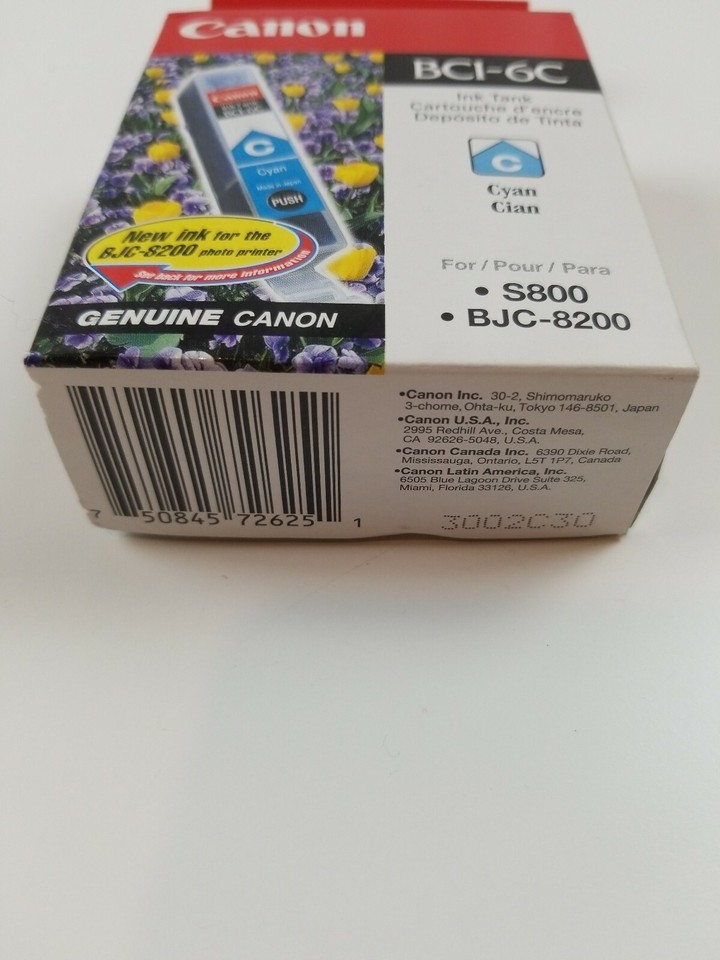 Canon
BCI-6C
Ink Tank
Cartouche d'encre
Depósito de Tinta
C
Cyan
Cian
For / Pour / Para
• S800
• BJC-8200
Canon
C
Cyan
Made in Japan
PUSH
New ink for the
BJC-8200 photo printer
See back for more information
GENUINE CANON
7 50845 72625 1
•Canon Inc. 30-2, Shimomaruko
3-chome, Ohta-ku, Tokyo 146-8501, Japan
•Canon U.S.A., Inc.
2995 Redhill Ave., Costa Mesa,
CA 92626-5048, U.S.A.
•Canon Canada Inc. 6390 Dixie Road,
Mississauga, Ontario, L5T 1P7, Canada
•Canon Latin America, Inc.
6505 Blue Lagoon Drive Suite 325,
Miami, Florida 33126, U.S.A.
3002C30